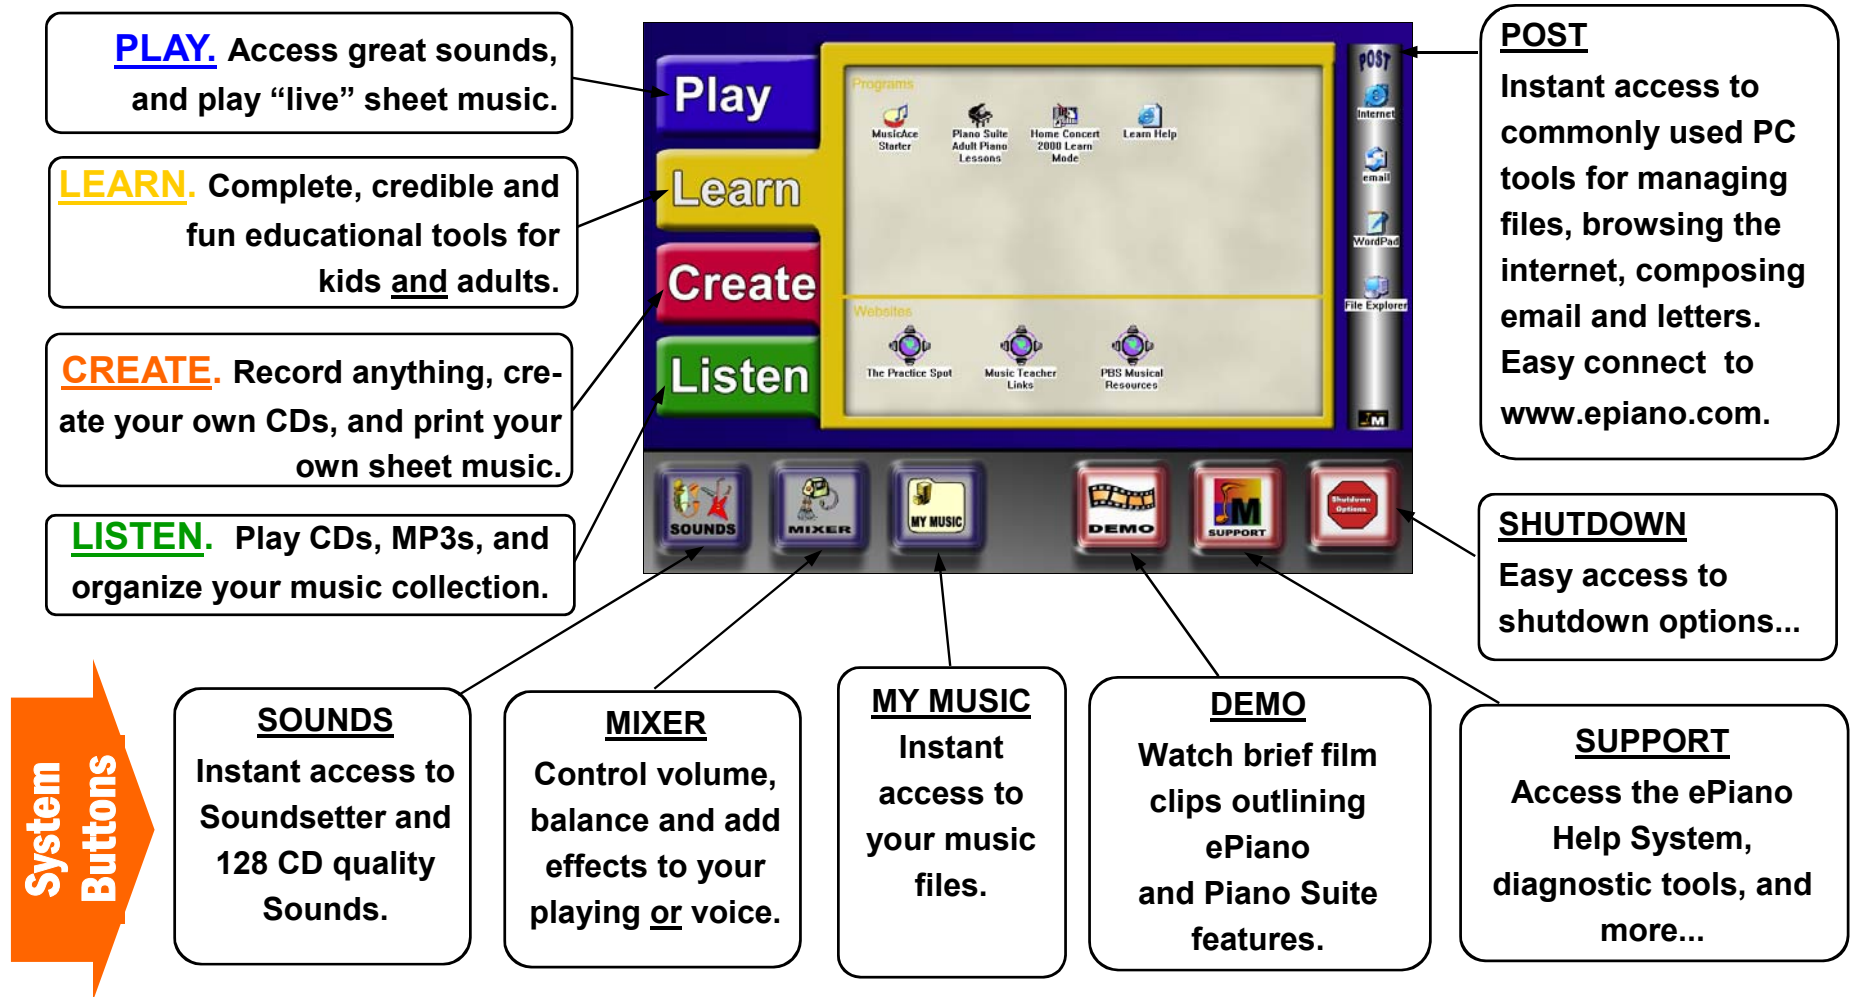 PLAY. Access great sounds,
and play “live” sheet music.
LEARN. Complete, credible and
fun educational tools for
kids and adults.
CREATE. Record anything, cre-
ate your own CDs, and print your
own sheet music.
LISTEN. Play CDs, MP3s, and
organize your music collection.
Play
Learn
Create
Listen
Programs
MusicAce
Starter
Piano Suite
Adult Piano
Lessons
Home Concert
2000 Learn
Mode
Learn Help
Websites
The Practice Spot
Music Teacher
Links
PBS Musical
Resources
POST
Internet
email
WordPad
File Explorer
M
SOUNDS
MIXER
MY MUSIC
DEMO
M
SUPPORT
Shutdown
Options
POST
Instant access to
commonly used PC
tools for managing
files, browsing the
internet, composing
email and letters.
Easy connect to
www.epiano.com.
SHUTDOWN
Easy access to
shutdown options...
System
Buttons
SOUNDS
Instant access to
Soundsetter and
128 CD quality
Sounds.
MIXER
Control volume,
balance and add
effects to your
playing or voice.
MY MUSIC
Instant
access to
your music
files.
DEMO
Watch brief film
clips outlining
ePiano
and Piano Suite
features.
SUPPORT
Access the ePiano
Help System,
diagnostic tools, and
more...